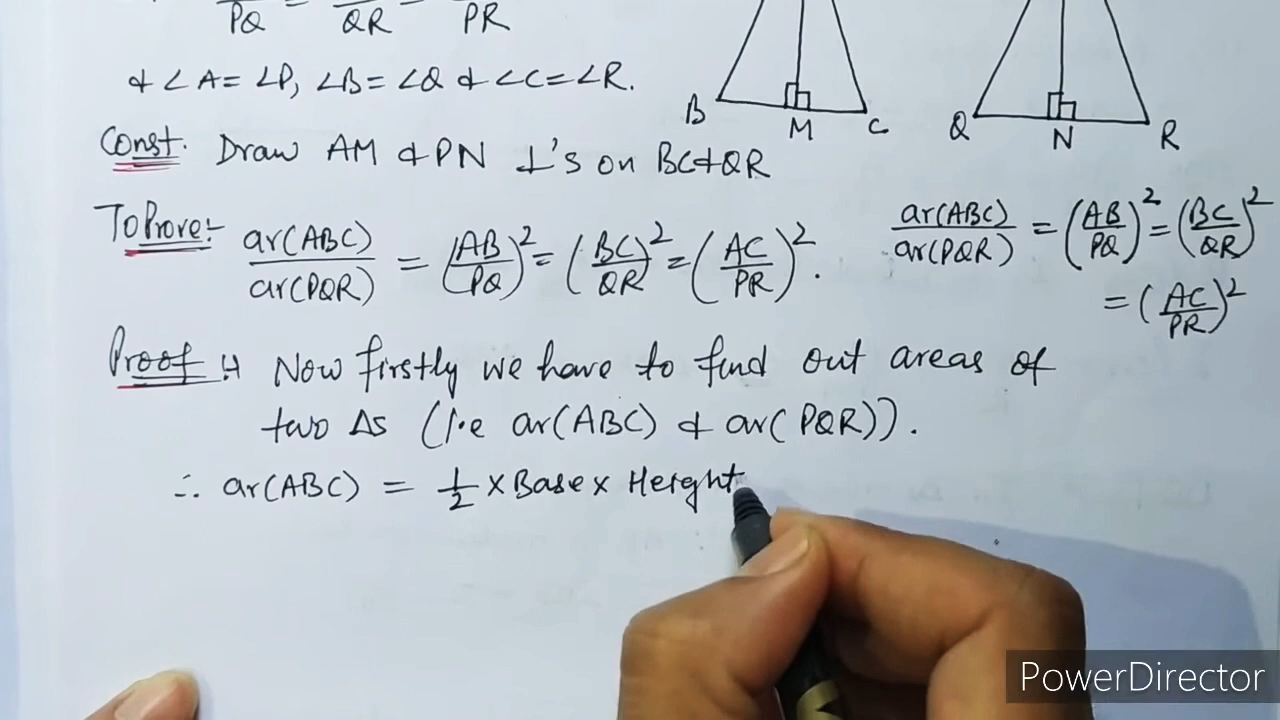 PQ QR PR
& ∠A = ∠P, ∠B = ∠Q & ∠C = ∠R.
B M C Q N R
Const. Draw AM & PN ⊥'s on BC & QR
To Prove:- ar(ABC)/ar(PQR) = (AB/PQ)² = (BC/QR)² = (AC/PR)².
ar(ABC)/ar(PQR) = (AB/PQ)² = (BC/QR)²
= (AC/PR)²
Proof :- Now firstly we have to find out areas of
two Δs (i.e ar(ABC) & ar(PQR)).
∴ ar(ABC) = 1/2 × Base × Height
PowerDirector